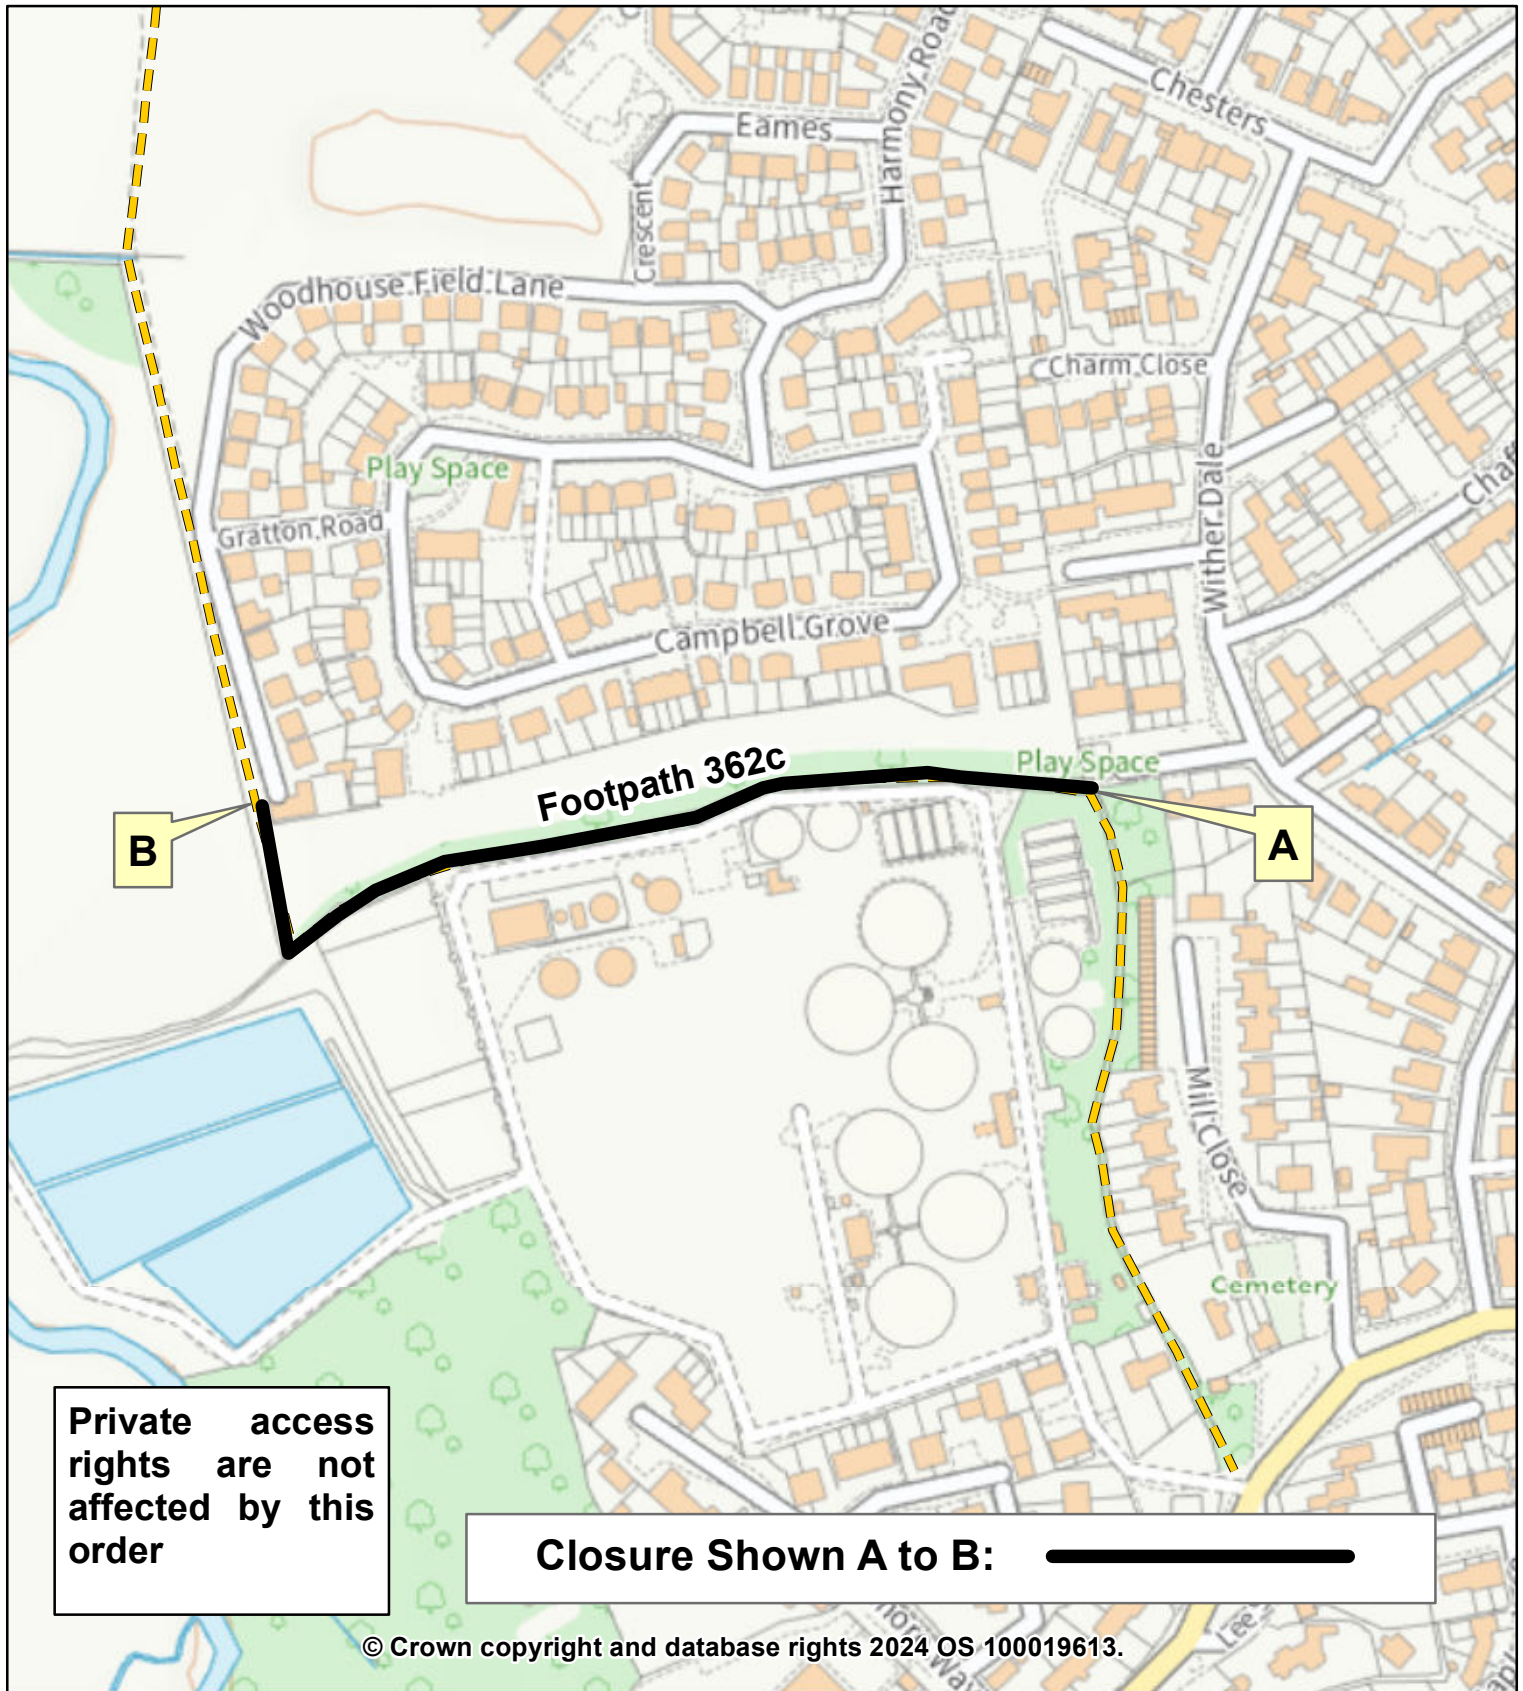 Eames
Harmony Road
Chesters
Crescent
Woodhouse Field Lane
Charm Close
Play Space
Gratton Road
Wither Dale
Campbell Grove
Footpath 362c
Play Space
B
A
Mill Close
Cemetery
Private access
rights are not
affected by this
order
Closure Shown A to B:
© Crown copyright and database rights 2024 OS 100019613.